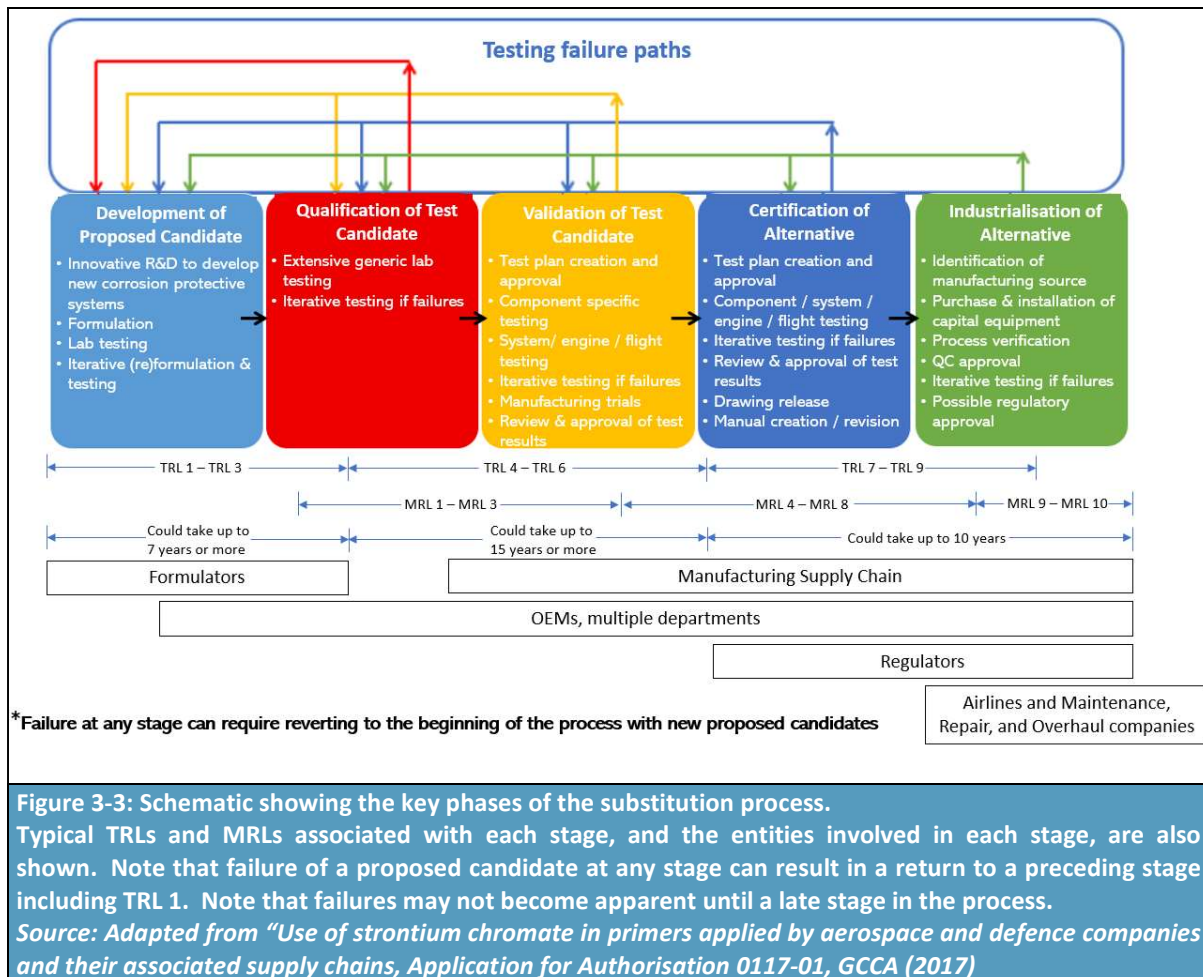 Testing failure paths
Development of
Proposed Candidate
• Innovative R&D to develop
new corrosion protective
systems
• Formulation
• Lab testing
• Iterative (re)formulation &
testing
Qualification of Test
Candidate
• Extensive generic lab
testing
• Iterative testing if failures
Validation of Test
Candidate
• Test plan creation and
approval
• Component specific
testing
• System/ engine / flight
testing
• Iterative testing if failures
• Manufacturing trials
• Review & approval of test
results
Certification of
Alternative
• Test plan creation and
approval
• Component / system /
engine / flight testing
• Iterative testing if failures
• Review & approval of test
results
• Drawing release
• Manual creation / revision
Industrialisation of
Alternative
• Identification of
manufacturing source
• Purchase & installation of
capital equipment
• Process verification
• QC approval
• Iterative testing if failures
• Possible regulatory
approval
TRL 1 – TRL 3
TRL 4 – TRL 6
TRL 7 – TRL 9
MRL 1 – MRL 3
MRL 4 – MRL 8
MRL 9 – MRL 10
Could take up to
7 years or more
Could take up to
15 years or more
Could take up to 10 years
Formulators
Manufacturing Supply Chain
OEMs, multiple departments
Regulators
Airlines and Maintenance,
Repair, and Overhaul companies
*Failure at any stage can require reverting to the beginning of the process with new proposed candidates
Figure 3-3: Schematic showing the key phases of the substitution process.
Typical TRLs and MRLs associated with each stage, and the entities involved in each stage, are also
shown. Note that failure of a proposed candidate at any stage can result in a return to a preceding stage
including TRL 1. Note that failures may not become apparent until a late stage in the process.
Source: Adapted from “Use of strontium chromate in primers applied by aerospace and defence companies
and their associated supply chains, Application for Authorisation 0117-01, GCCA (2017)